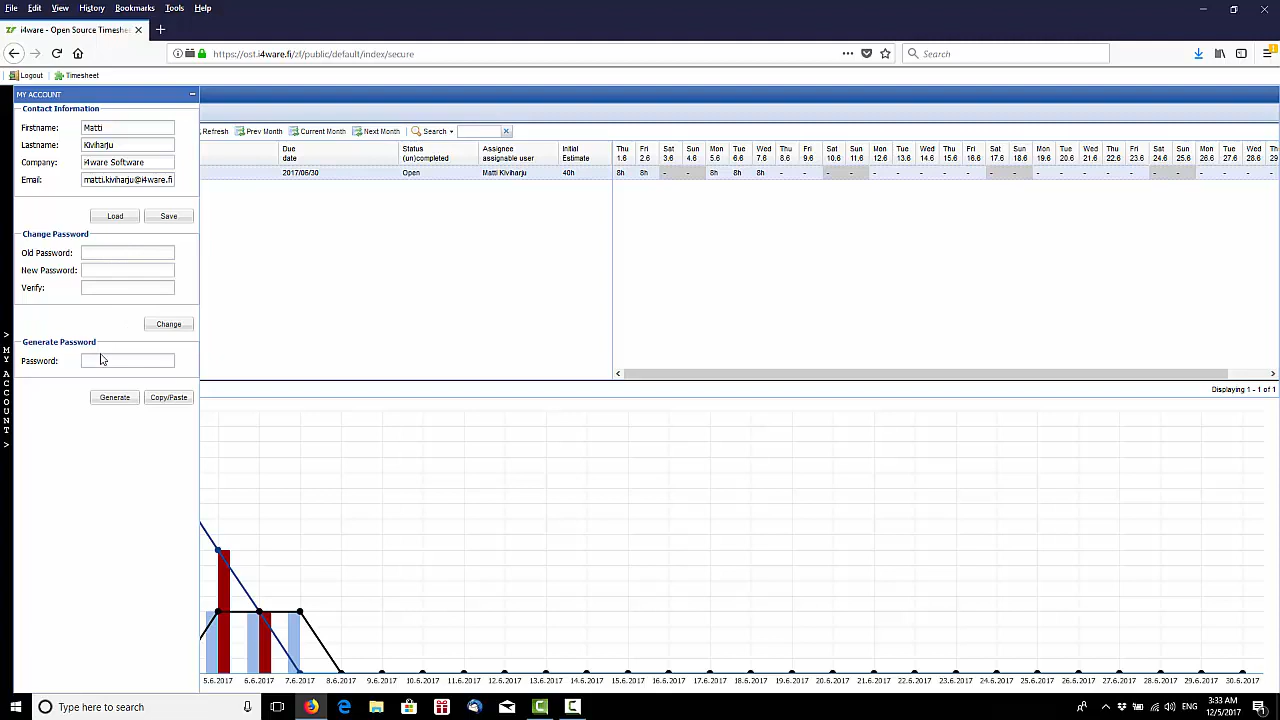 File Edit View History Bookmarks Tools Help
i4ware - Open Source Timeshe
https://ost.i4ware.fi/zf/public/default/index/secure
Search
Logout Timesheet
MY ACCOUNT
Contact Information
Firstname: Matti
Lastname: Kiviharju
Company: i4ware Software
Email: matti.kiviharju@i4ware.fi
Load Save
Change Password
Old Password:
New Password:
Verify:
Change
Generate Password
Password:
Generate Copy/Paste
> MY ACCOUNT >
Refresh Prev Month Current Month Next Month Search
Due date
Status (un)completed
Assignee assignable user
Initial Estimate
Thu Fri Sat Sun Mon Tue Wed Thu Fri Sat Sun Mon Tue Wed Thu Fri Sat Sun Mon Tue Wed Thu Fri Sat Sun Mon Tue Wed Thu
1.6 2.6 3.6 4.6 5.6 6.6 7.6 8.6 9.6 10.6 11.6 12.6 13.6 14.6 15.6 16.6 17.6 18.6 19.6 20.6 21.6 22.6 23.6 24.6 25.6 26.6 27.6 28.6 29.6
2017/06/30 Open Matti Kiviharju 40h 8h 8h - - 8h 8h 8h - - - - - - - - - - - - - - - - - - - - - -
Displaying 1 - 1 of 1
5.6.2017 6.6.2017 7.6.2017 8.6.2017 9.6.2017 10.6.2017 11.6.2017 12.6.2017 13.6.2017 14.6.2017 15.6.2017 16.6.2017 17.6.2017 18.6.2017 19.6.2017 20.6.2017 21.6.2017 22.6.2017 23.6.2017 24.6.2017 25.6.2017 26.6.2017 27.6.2017 28.6.2017 29.6.2017 30.6.2017
Type here to search
ENG
3:33 AM
12/5/2017